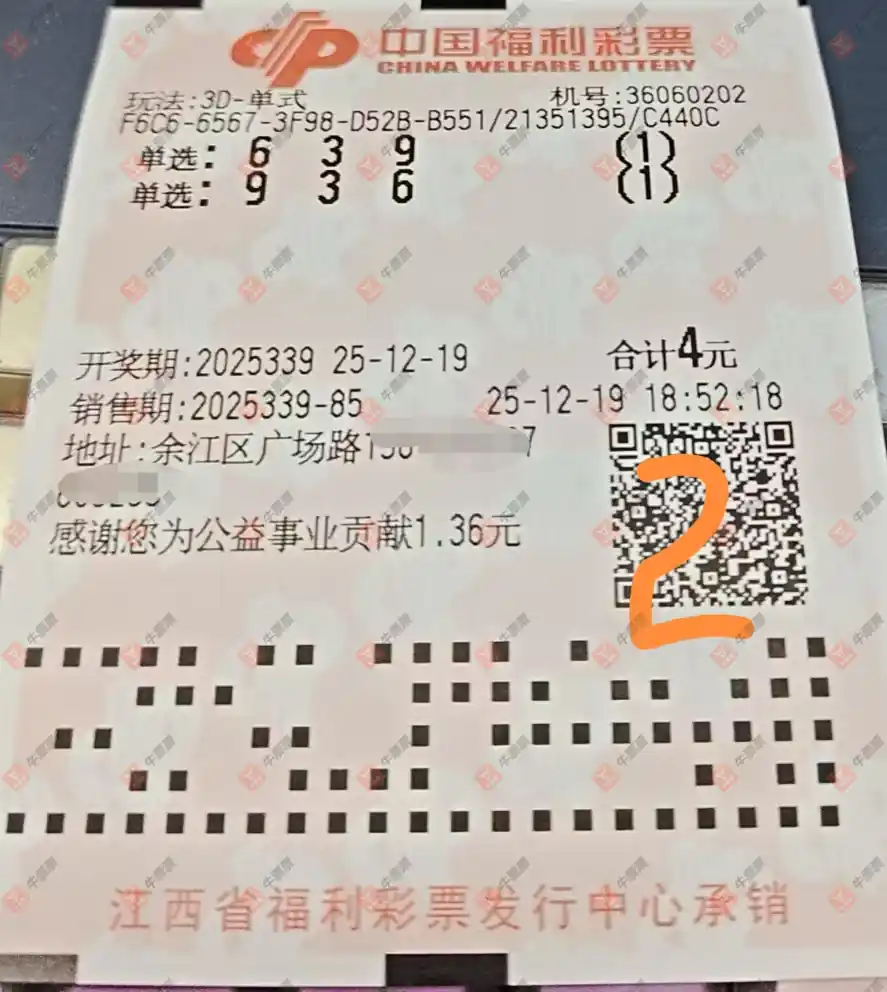 中国福利彩票
CHINA WELFARE LOTTERY
玩法:3D-单式 机号:36060202
F6C6-6567-3F98-D52B-B551/21351395/C440C
单选: 6 3 9 (1)
单选: 9 3 6 (1)
开奖期:2025339 25-12-19 合计4元
销售期:2025339-85 25-12-19 18:52:18
地址:余江区广场路
感谢您为公益事业贡献1.36元
2
江西省福利彩票发行中心承销